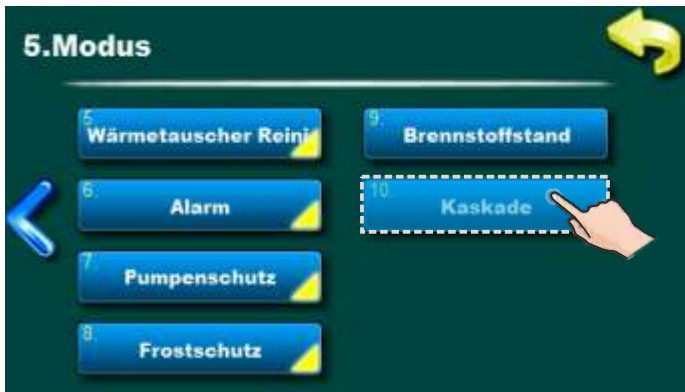 5.Modus
5.
Wärmetauscher Reini
6.
Alarm
7.
Pumpenschutz
8.
Frostschutz
9.
Brennstoffstand
10.
Kaskade